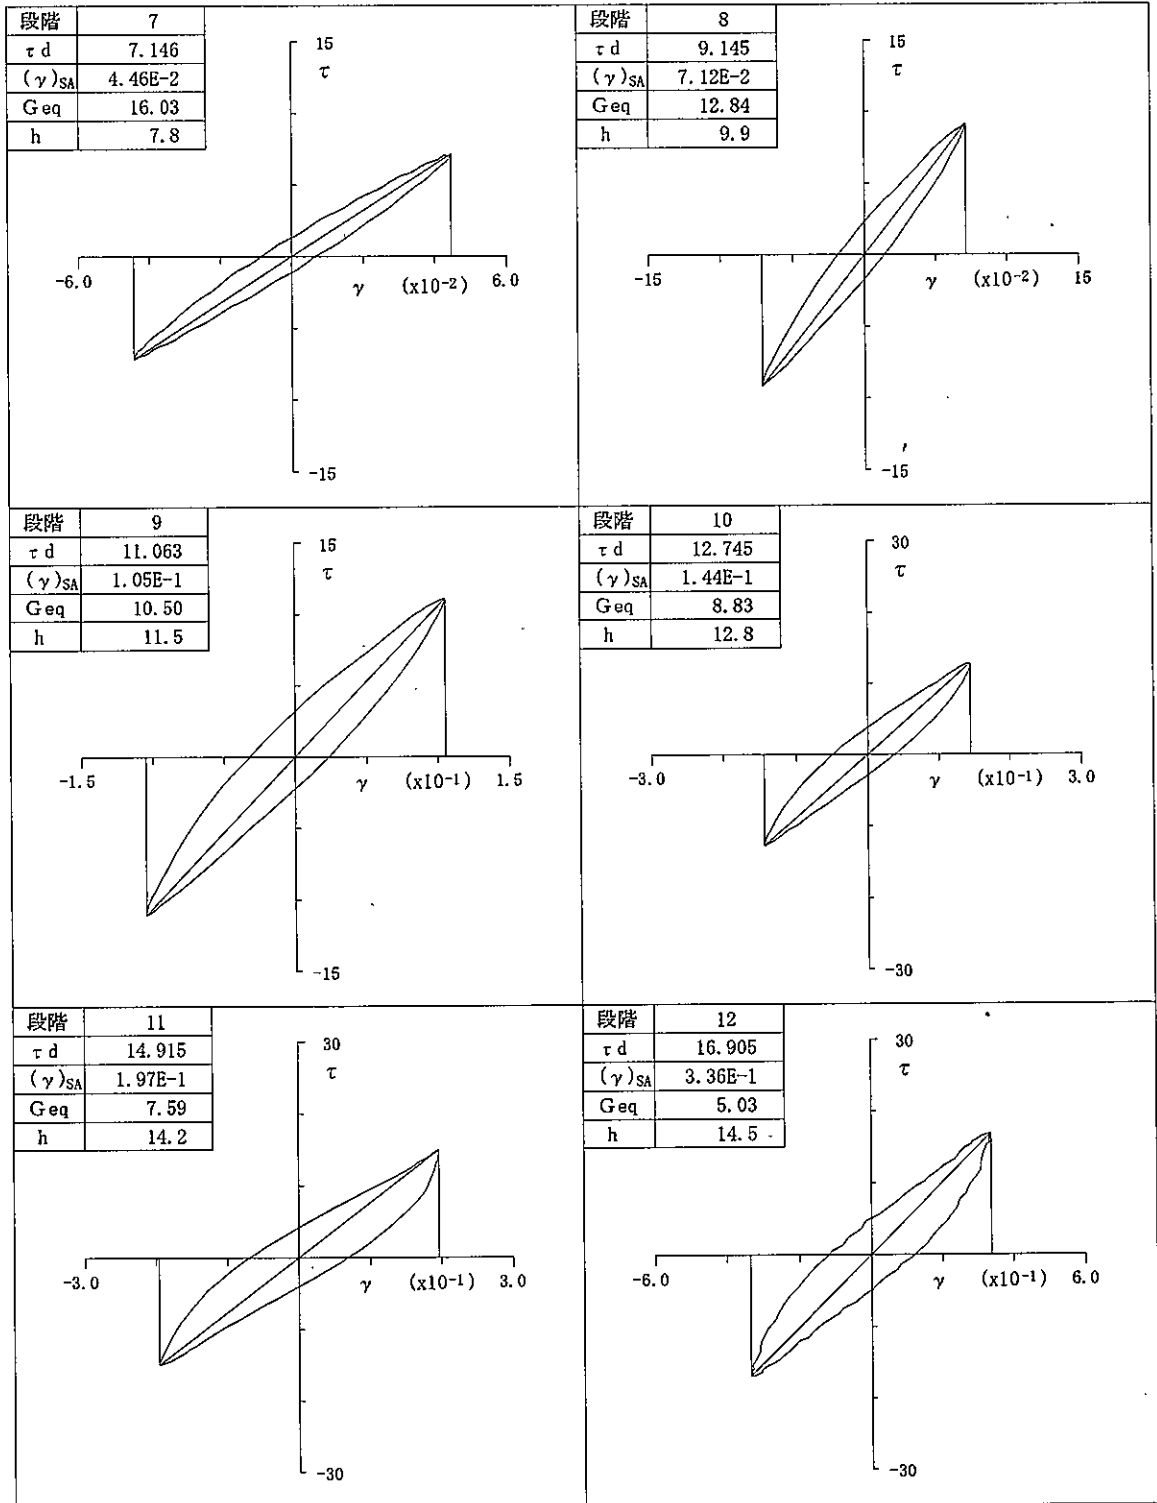 段階 7
τd 7.146
(γ)SA 4.46E-2
Geq 16.03
h 7.8
15
τ
-6.0 γ (x10-2) 6.0
-15
段階 8
τd 9.145
(γ)SA 7.12E-2
Geq 12.84
h 9.9
15
τ
-15 γ (x10-2) 15
-15
段階 9
τd 11.063
(γ)SA 1.05E-1
Geq 10.50
h 11.5
15
τ
-1.5 γ (x10-1) 1.5
-15
段階 10
τd 12.745
(γ)SA 1.44E-1
Geq 8.83
h 12.8
30
τ
-3.0 γ (x10-1) 3.0
-30
段階 11
τd 14.915
(γ)SA 1.97E-1
Geq 7.59
h 14.2
30
τ
-3.0 γ (x10-1) 3.0
-30
段階 12
τd 16.905
(γ)SA 3.36E-1
Geq 5.03
h 14.5
30
τ
-6.0 γ (x10-1) 6.0
-30